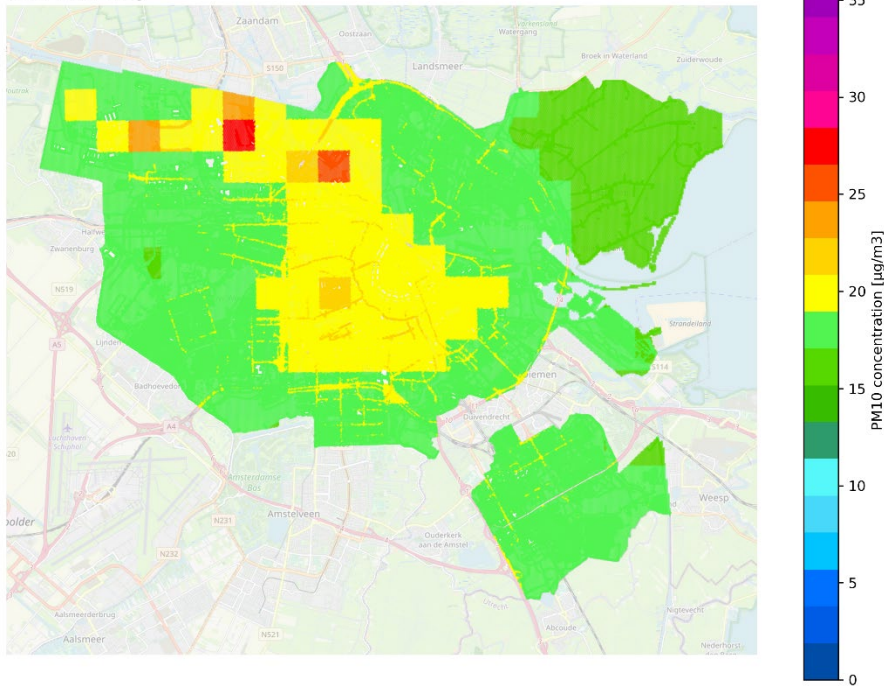 Zaandam
Oostzaan
Watergang
S150
Landsmeer
Broek in Waterland
Zuiderwoude
Zwanenburg
N519
Lijnden
A5
Badhoevedorp
A4
Strandeiland
S114
Diemen
Duivendrecht
Amsterdamse
Bos
Weesp
Amstelveen
N231
N232
Ouderkerk
aan de Amstel
Aalsmeerderbrug
Aalsmeer
N521
Utrecht
Abcoude
Nigtevecht
35
30
25
20
15
10
5
0
PM10 concentration [µg/m3]